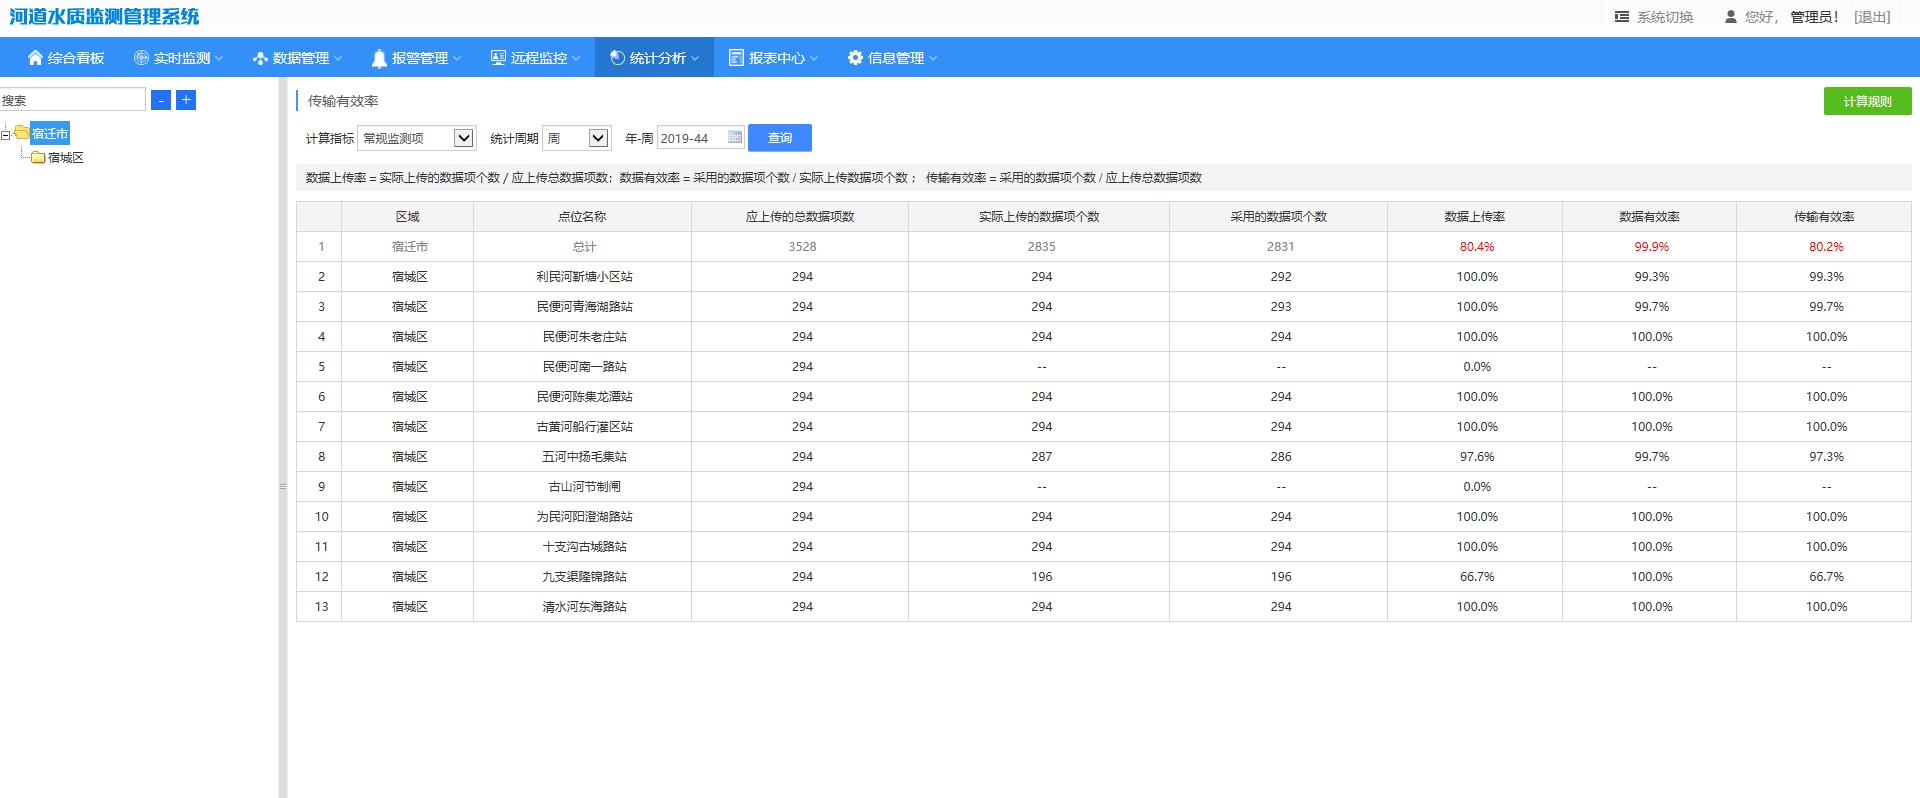 河道水质监测管理系统
系统切换 您好，管理员！ [退出]
综合看板 实时监测 数据管理 报警管理 远程监控 统计分析 报表中心 信息管理
搜索 - +
宿迁市
宿城区
传输有效率
计算规则
计算指标 常规监测项 统计周期 周 年-周 2019-44 查询
数据上传率 = 实际上传的数据项个数 / 应上传总数据项数；数据有效率 = 采用的数据项个数 / 实际上传数据项个数； 传输有效率 = 采用的数据项个数 / 应上传总数据项数
区域 点位名称 应上传的总数据项数 实际上传的数据项个数 采用的数据项个数 数据上传率 数据有效率 传输有效率
1 宿迁市 总计 3528 2835 2831 80.4% 99.9% 80.2%
2 宿城区 利民河靳塘小区站 294 294 292 100.0% 99.3% 99.3%
3 宿城区 民便河青海湖路站 294 294 293 100.0% 99.7% 99.7%
4 宿城区 民便河朱老庄站 294 294 294 100.0% 100.0% 100.0%
5 宿城区 民便河南一路站 294 -- -- 0.0% -- --
6 宿城区 民便河陈集龙潭站 294 294 294 100.0% 100.0% 100.0%
7 宿城区 古黄河船行灌区站 294 294 294 100.0% 100.0% 100.0%
8 宿城区 五河中扬毛集站 294 287 286 97.6% 99.7% 97.3%
9 宿城区 古山河节制闸 294 -- -- 0.0% -- --
10 宿城区 为民河阳澄湖路站 294 294 294 100.0% 100.0% 100.0%
11 宿城区 十支沟古城路站 294 294 294 100.0% 100.0% 100.0%
12 宿城区 九支渠隆锦路站 294 196 196 66.7% 100.0% 66.7%
13 宿城区 清水河东海路站 294 294 294 100.0% 100.0% 100.0%